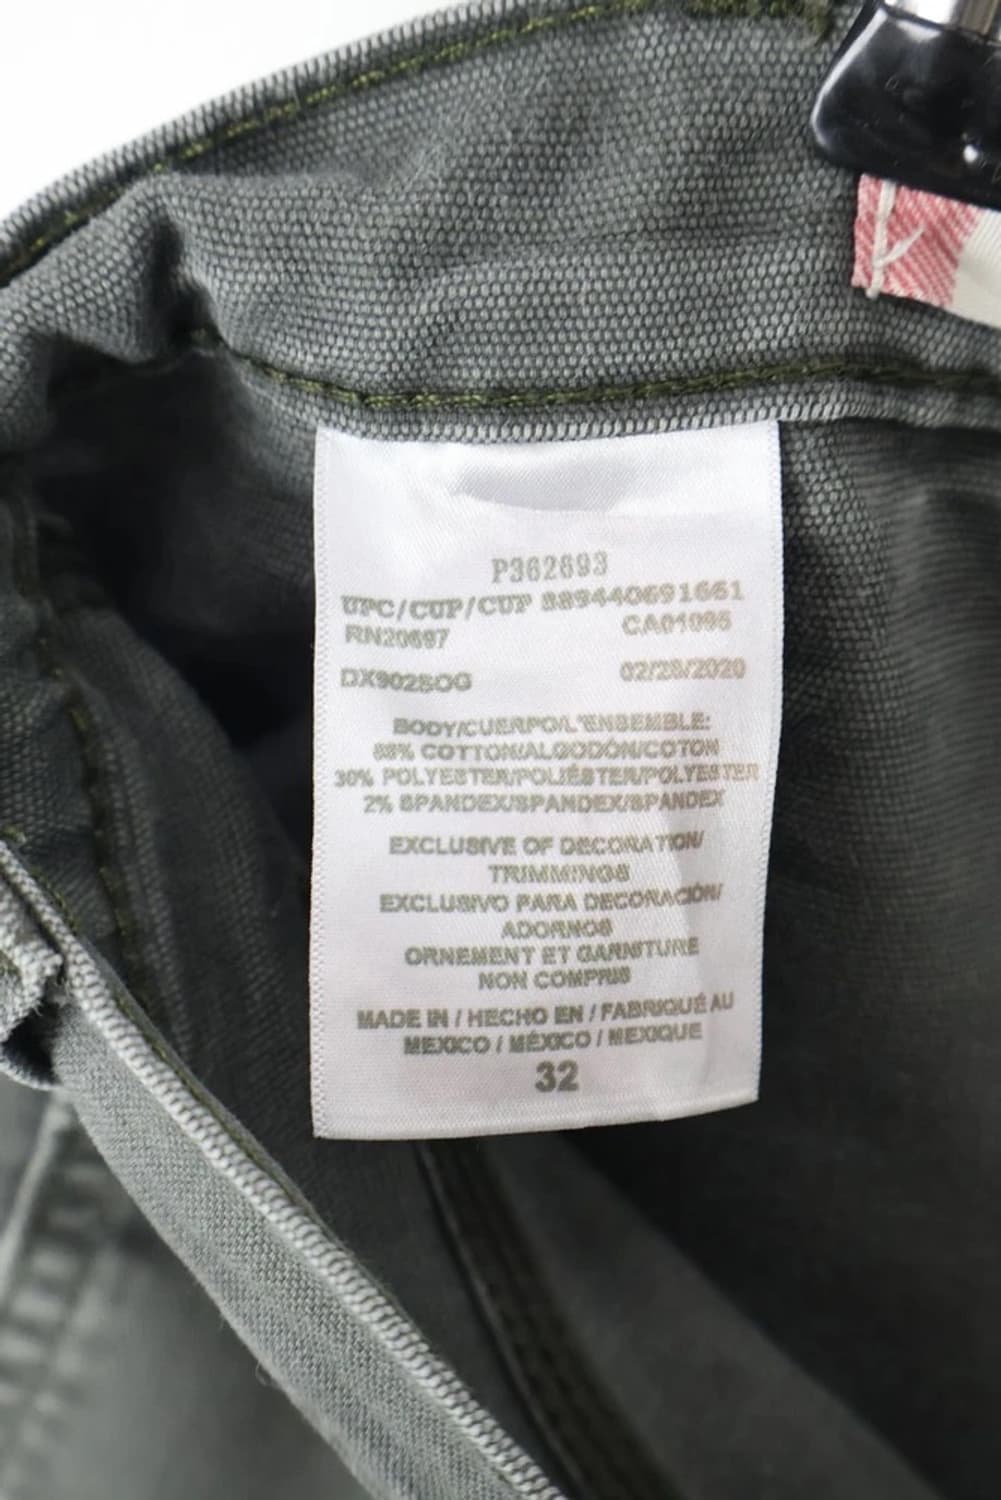 P362693
UPC/CUP/CUP 889440691661
RN20697 CA01095
DX902SOG 02/28/2020
BODY/CUERPO/L'ENSEMBLE:
68% COTTON/ALGODÓN/COTON
30% POLYESTER/POLIÉSTER/POLYESTER
2% SPANDEX/SPANDEX/SPANDEX
EXCLUSIVE OF DECORATION/
TRIMMINGS
EXCLUSIVO PARA DECORACIÓN/
ADORNOS
ORNEMENT ET GARNITURE
NON COMPRIS
MADE IN / HECHO EN / FABRIQUÉ AU
MEXICO / MÉXICO / MEXIQUE
32